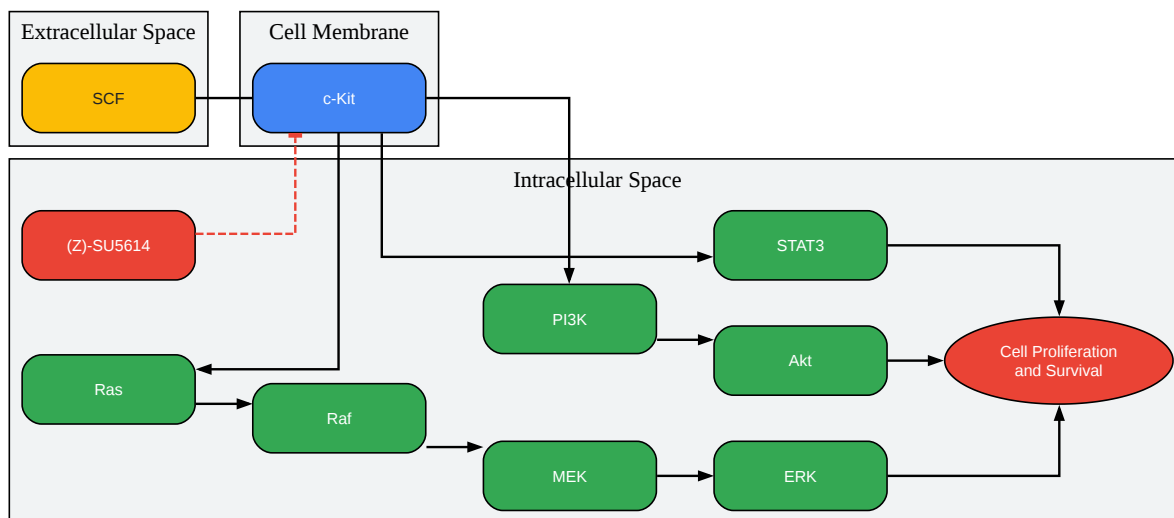 Extracellular Space
Cell Membrane
SCF
c-Kit
Intracellular Space
(Z)-SU5614
STAT3
PI3K
Akt
Cell Proliferation
and Survival
Ras
Raf
MEK
ERK